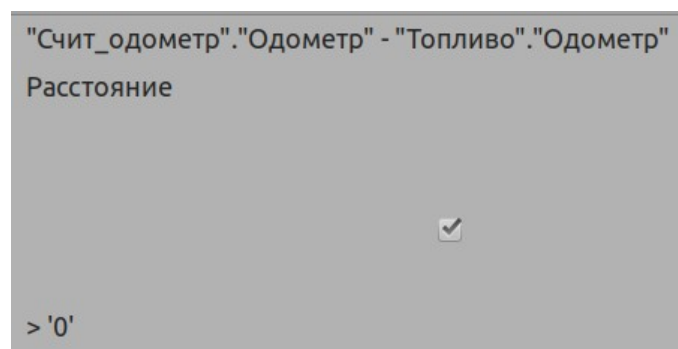 "Счит_одометр"."Одометр" - "Топливо"."Одометр"
Расстояние
> '0'